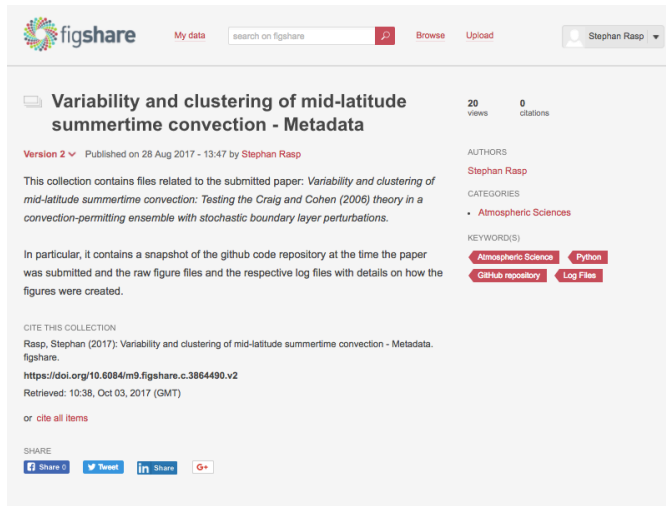 figshare
My data
search on figshare
Browse
Upload
Stephan Rasp
Variability and clustering of mid-latitude
summertime convection - Metadata
Version 2 Published on 28 Aug 2017 - 13:47 by Stephan Rasp
This collection contains files related to the submitted paper: Variability and clustering of
mid-latitude summertime convection: Testing the Craig and Cohen (2006) theory in a
convection-permitting ensemble with stochastic boundary layer perturbations.
In particular, it contains a snapshot of the github code repository at the time the paper
was submitted and the raw figure files and the respective log files with details on how the
figures were created.
CITE THIS COLLECTION
Rasp, Stephan (2017): Variability and clustering of mid-latitude summertime convection - Metadata.
figshare.
https://doi.org/10.6084/m9.figshare.c.3864490.v2
Retrieved: 10:38, Oct 03, 2017 (GMT)
or cite all items
SHARE
f Share 0
Tweet
in Share
G+
20 0
views citations
AUTHORS
Stephan Rasp
CATEGORIES
• Atmospheric Sciences
KEYWORD(S)
Atmospheric Science Python
GitHub repository Log Files